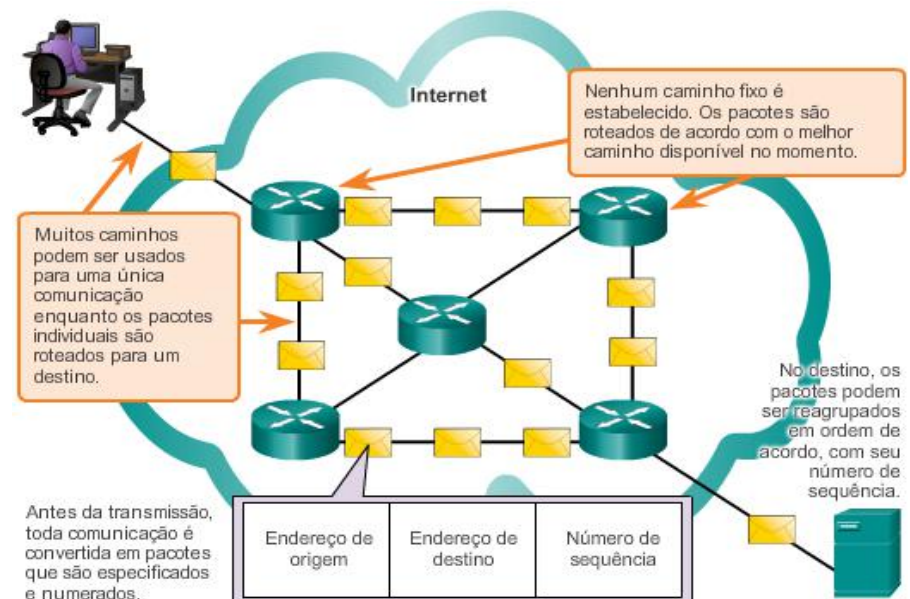 Internet
Nenhum caminho fixo é
estabelecido. Os pacotes são
roteados de acordo com o melhor
caminho disponível no momento.
Muitos caminhos
podem ser usados
para uma única
comunicação
enquanto os pacotes
individuais são
roteados para um
destino.
No destino, os
pacotes podem
ser reagrupados
em ordem de
acordo, com seu
número de
sequência.
Antes da transmissão,
toda comunicação é
convertida em pacotes
que são especificados
e numerados.
Endereço de
origem
Endereço de
destino
Número de
sequência